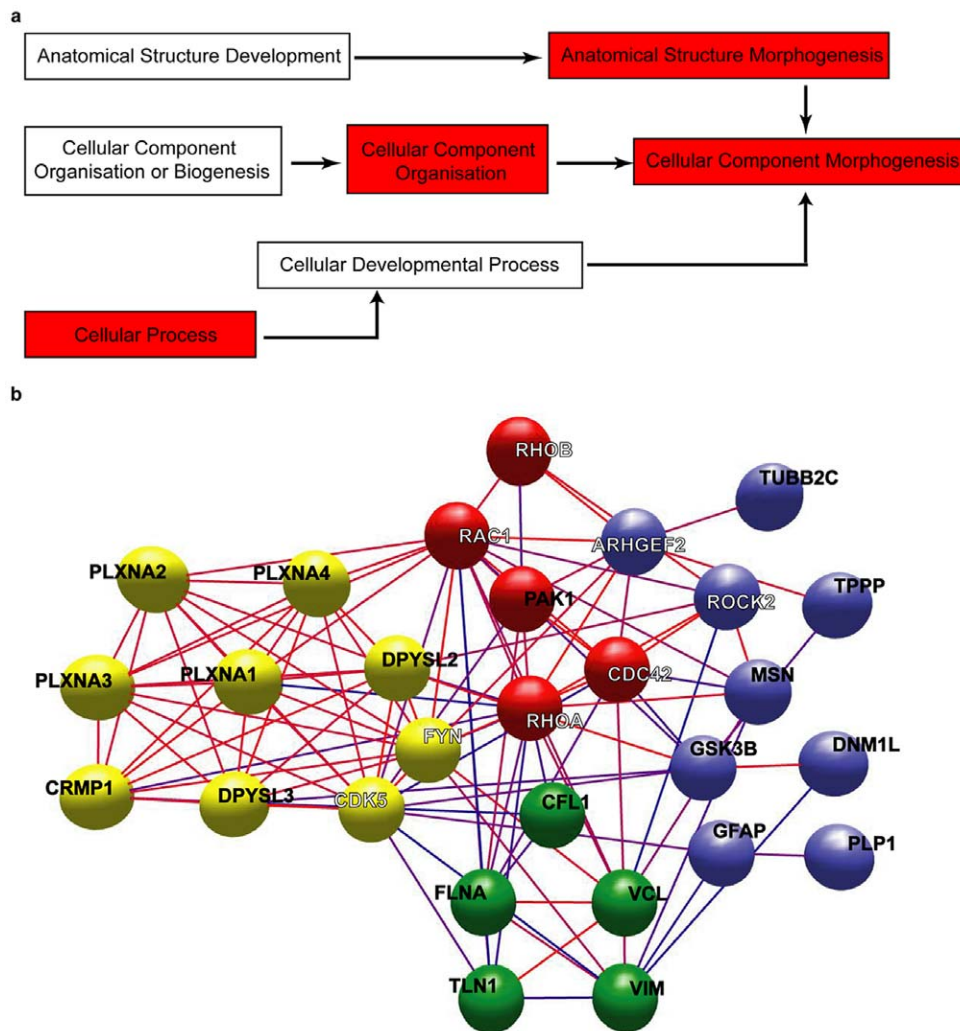 a
Anatomical Structure Development
Anatomical Structure Morphogenesis
Cellular Component
Organisation or Biogenesis
Cellular Component
Organisation
Cellular Component Morphogenesis
Cellular Developmental Process
Cellular Process
b
RHOB
TUBB2C
RAC1
ARHGEF2
PLXNA2
PLXNA4
PAK1
ROCK2
TPPP
PLXNA3
PLXNA1
DPYSL2
CDC42
MSN
RHOA
FYN
GSK3B
DNM1L
CRMP1
DPYSL3
CDK5
CFL1
GFAP
PLP1
FLNA
VCL
TLN1
VIM